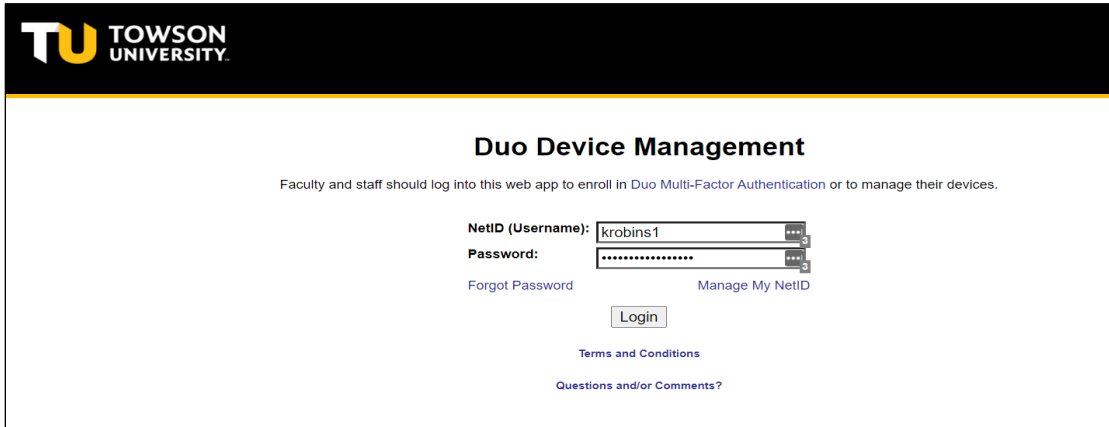 TU TOWSON
UNIVERSITY.
Duo Device Management
Faculty and staff should log into this web app to enroll in Duo Multi-Factor Authentication or to manage their devices.
NetID (Username): krobins1
3
Password: •••••••••••••••••
3
Forgot Password Manage My NetID
Login
Terms and Conditions
Questions and/or Comments?